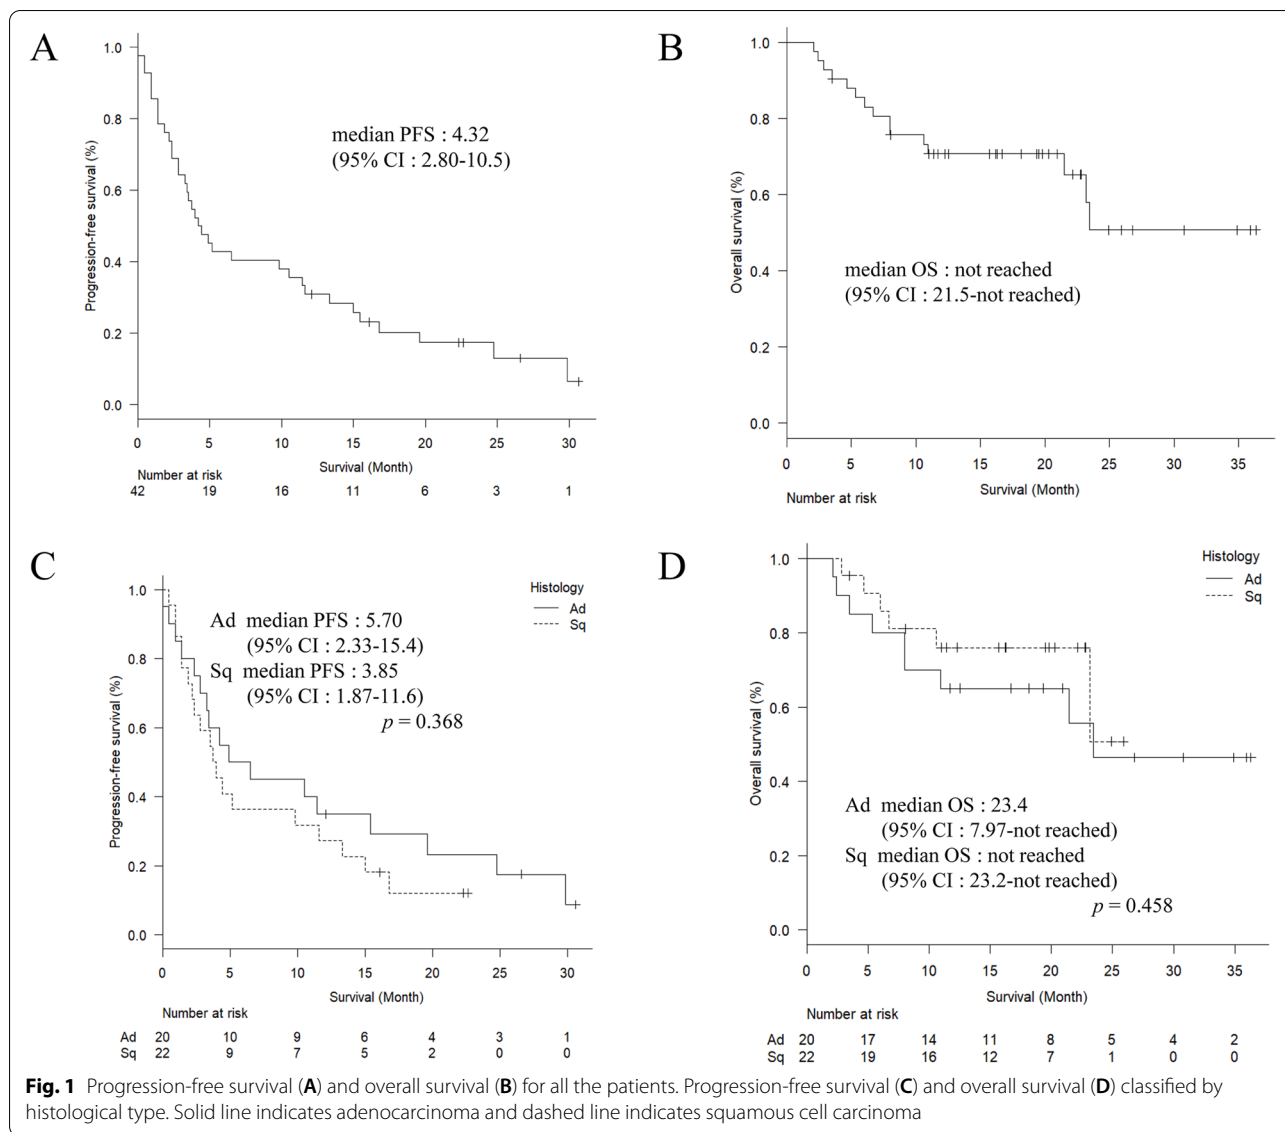 A
1.0
0.8
0.6
0.4
0.2
0.0
Progression-free survival (%)
median PFS : 4.32
(95% CI : 2.80-10.5)
0 5 10 15 20 25 30
Survival (Month)
Number at risk
42 19 16 11 6 3 1
B
1.0
0.8
0.6
0.4
0.2
0.0
Overall survival (%)
median OS : not reached
(95% CI : 21.5-not reached)
0 5 10 15 20 25 30 35
Survival (Month)
Number at risk
C
1.0
0.8
0.6
0.4
0.2
0.0
Progression-free survival (%)
Histology
Ad
Sq
Ad median PFS : 5.70
(95% CI : 2.33-15.4)
Sq median PFS : 3.85
(95% CI : 1.87-11.6)
p = 0.368
0 5 10 15 20 25 30
Survival (Month)
Number at risk
Ad 20 10 9 6 4 3 1
Sq 22 9 7 5 2 0 0
D
1.0
0.8
0.6
0.4
0.2
0.0
Overall survival (%)
Histology
Ad
Sq
Ad median OS : 23.4
(95% CI : 7.97-not reached)
Sq median OS : not reached
(95% CI : 23.2-not reached)
p = 0.458
0 5 10 15 20 25 30 35
Survival (Month)
Number at risk
Ad 20 17 14 11 8 5 4 2
Sq 22 19 16 12 7 1 0 0
Fig. 1 Progression-free survival (A) and overall survival (B) for all the patients. Progression-free survival (C) and overall survival (D) classified by
histological type. Solid line indicates adenocarcinoma and dashed line indicates squamous cell carcinoma